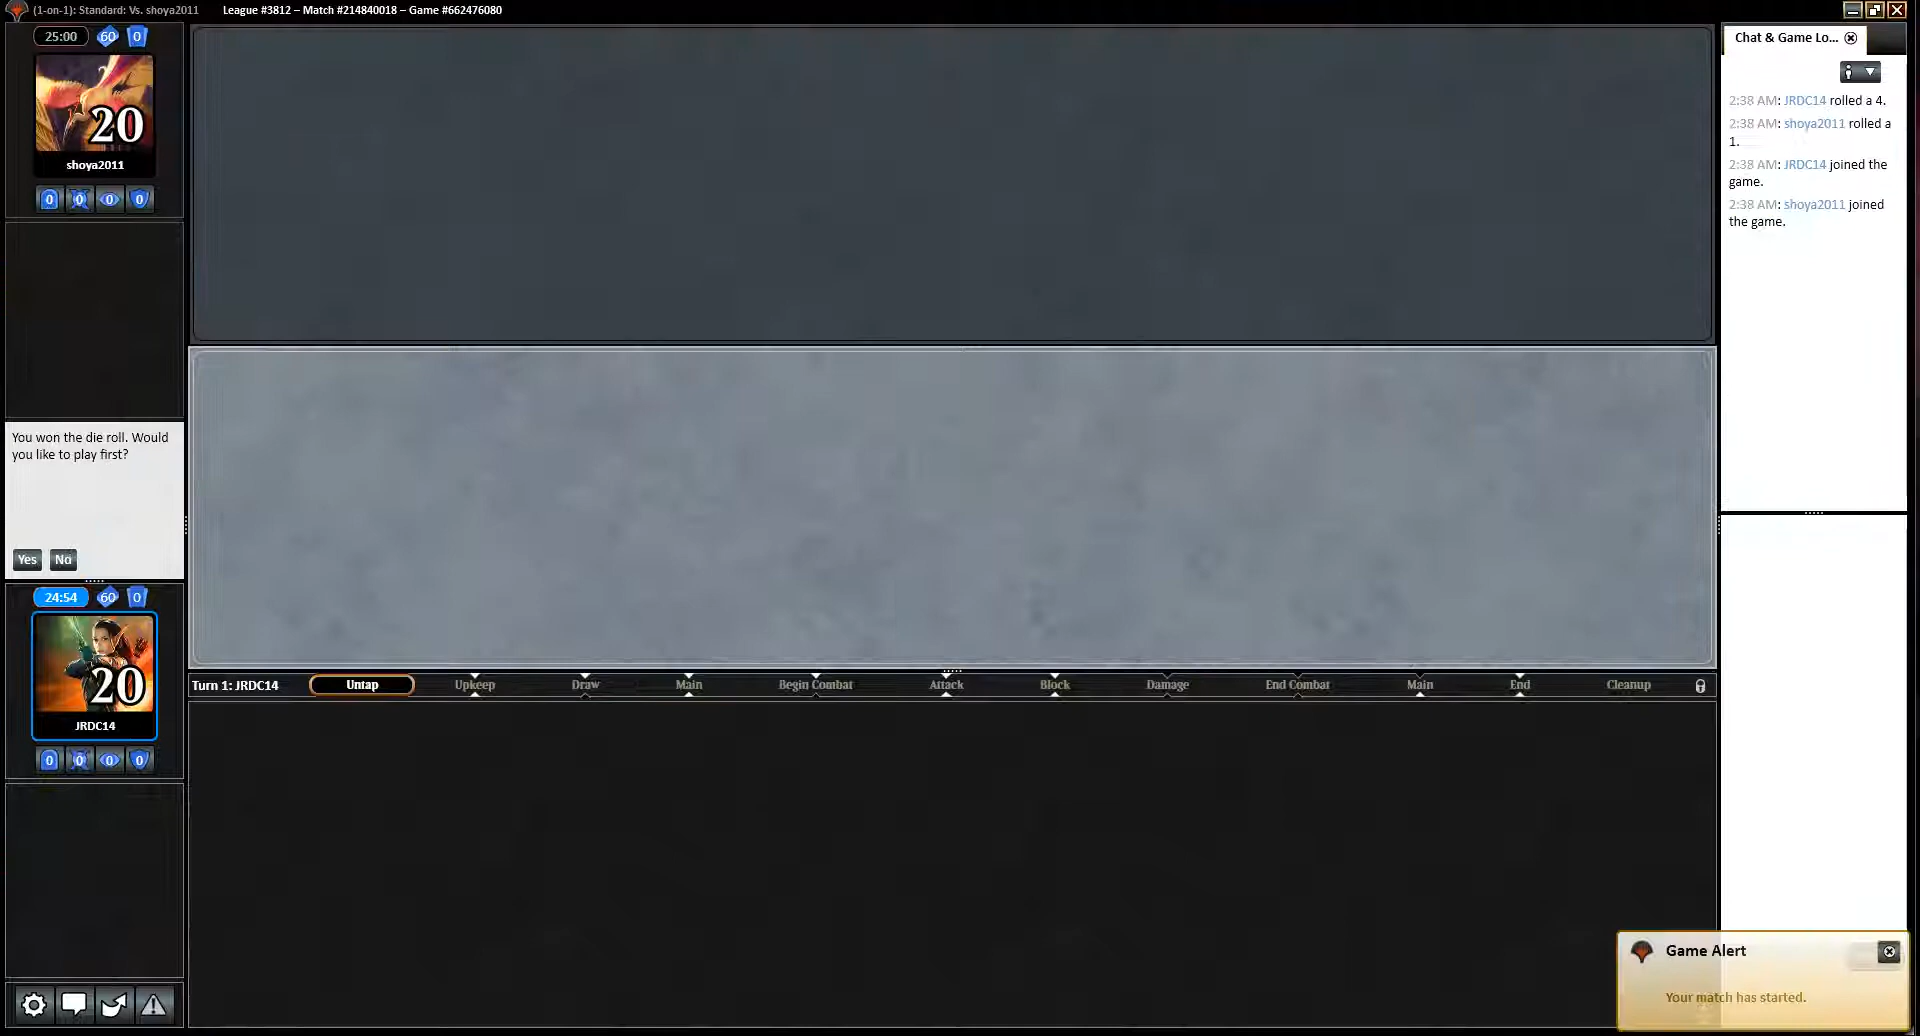 (1-on-1): Standard: Vs. shoya2011
League #3812 – Match #214840018 – Game #662476080
25:00
60
0
20
shoya2011
0
0
0
0
You won the die roll. Would
you like to play first?
Yes
No
24:54
60
0
20
JRDC14
0
0
0
0
Turn 1: JRDC14
Untap
Upkeep
Draw
Main
Begin Combat
Attack
Block
Damage
End Combat
Main
End
Cleanup
Chat & Game Lo...
2:38 AM: JRDC14 rolled a 4.
2:38 AM: shoya2011 rolled a
1.
2:38 AM: JRDC14 joined the
game.
2:38 AM: shoya2011 joined
the game.
Game Alert
Your match has started.